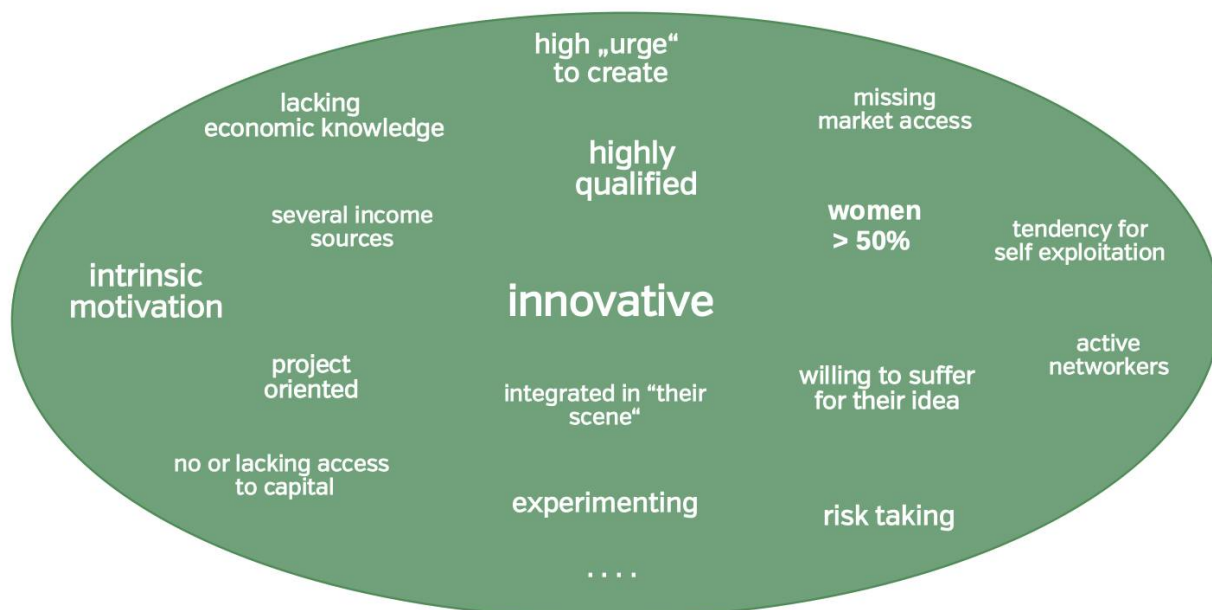 high „urge“
to create
lacking
economic knowledge
missing
market access
highly
qualified
several income
sources
women
> 50%
tendency for
self exploitation
intrinsic
motivation
innovative
project
oriented
integrated in “their
scene“
willing to suffer
for their idea
active
networkers
no or lacking access
to capital
experimenting
risk taking
....